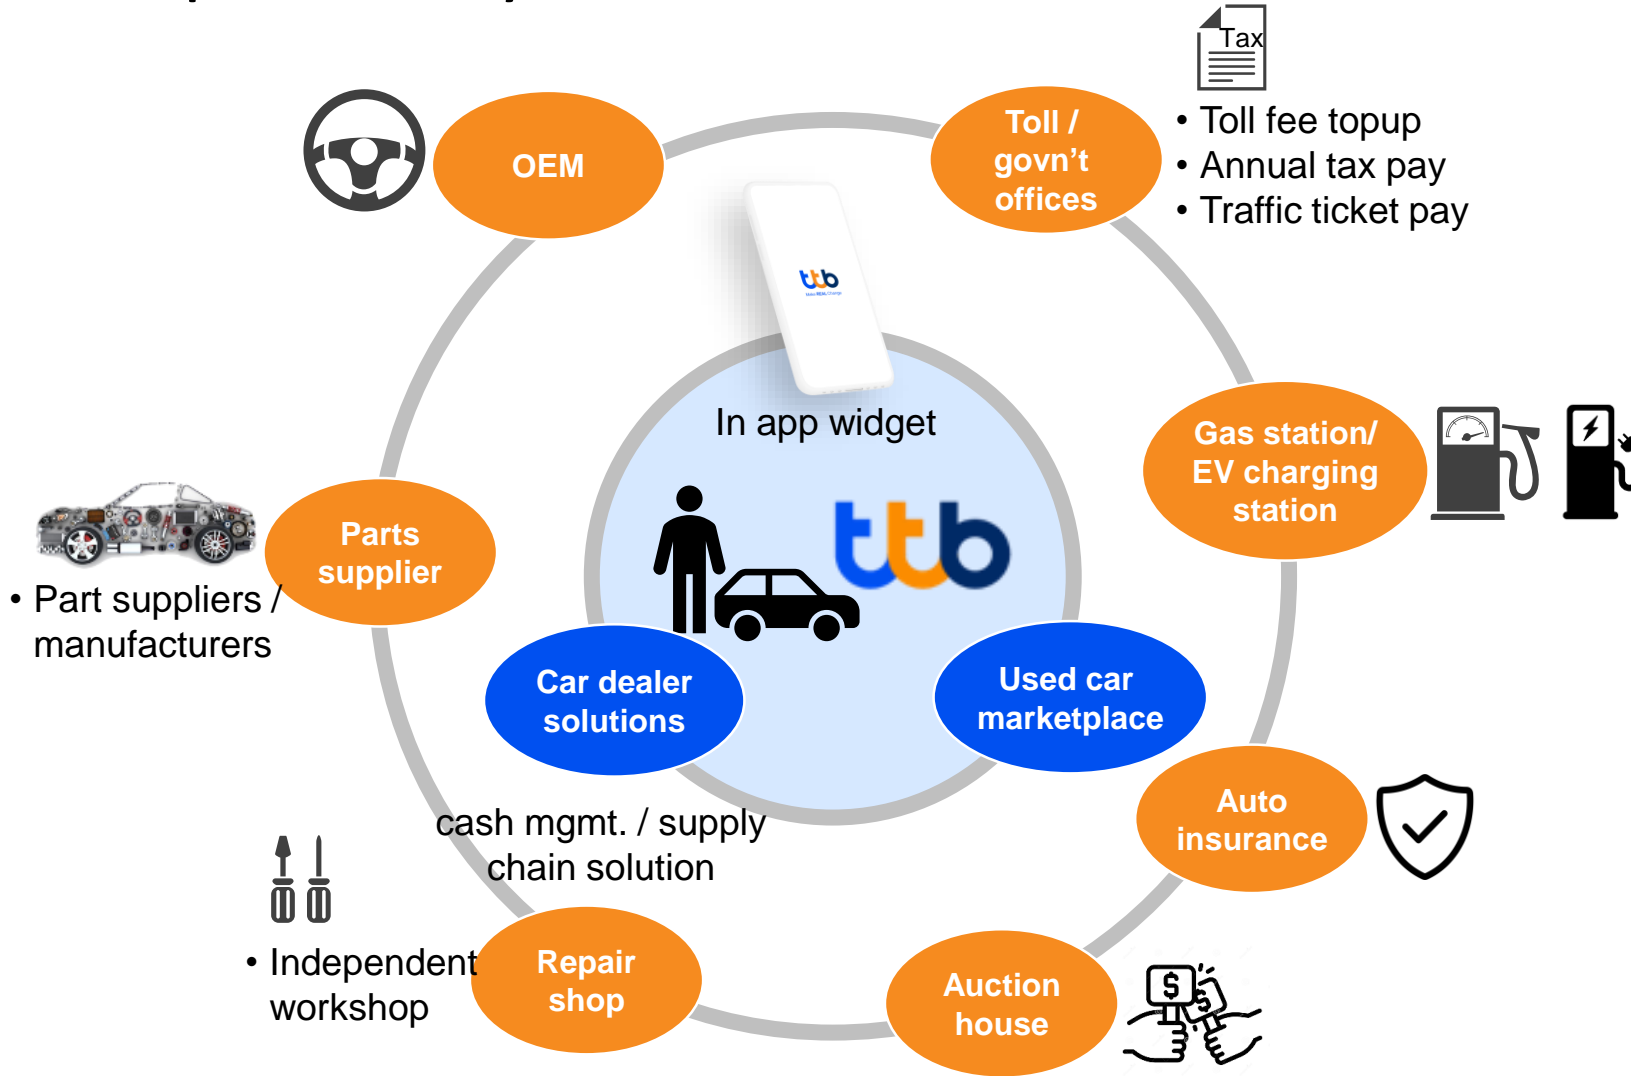 Tax
OEM
Toll /
govn't
offices
• Toll fee topup
• Annual tax pay
• Traffic ticket pay
ttb
In app widget
Gas station/
EV charging
station
Parts
supplier
• Part suppliers /
manufacturers
ttb
Car dealer
solutions
Used car
marketplace
cash mgmt. / supply
chain solution
Auto
insurance
• Independent
workshop
Repair
shop
Auction
house
$
$